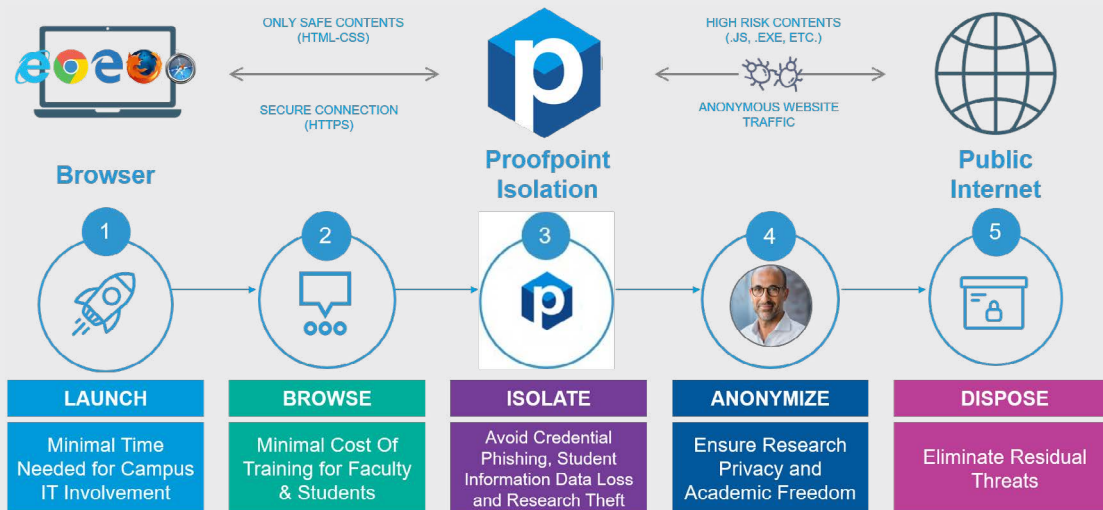 ONLY SAFE CONTENTS
(HTML-CSS)
HIGH RISK CONTENTS
(.JS, .EXE, ETC.)
p
SECURE CONNECTION
(HTTPS)
ANONYMOUS WEBSITE
TRAFFIC
Browser
Proofpoint
Isolation
Public
Internet
1
2
3
4
5
p
LAUNCH
BROWSE
ISOLATE
ANONYMIZE
DISPOSE
Minimal Time
Needed for Campus
IT Involvement
Minimal Cost Of
Training for Faculty
& Students
Avoid Credential
Phishing, Student
Information Data Loss
and Research Theft
Ensure Research
Privacy and
Academic Freedom
Eliminate Residual
Threats